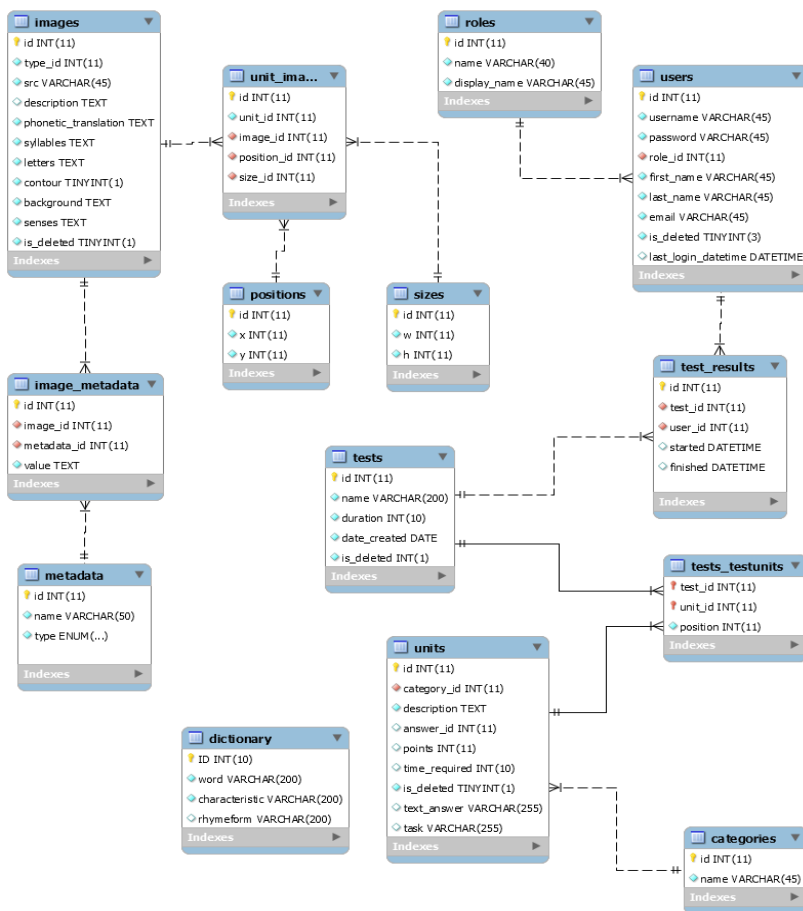 images
id INT(11)
type_id INT(11)
src VARCHAR(45)
description TEXT
phonetic_translation TEXT
syllables TEXT
letters TEXT
contour TINYINT(1)
background TEXT
senses TEXT
is_deleted TINYINT(1)
Indexes
unit_ima...
id INT(11)
unit_id INT(11)
image_id INT(11)
position_id INT(11)
size_id INT(11)
Indexes
roles
id INT(11)
name VARCHAR(40)
display_name VARCHAR(45)
Indexes
users
id INT(11)
username VARCHAR(45)
password VARCHAR(45)
role_id INT(11)
first_name VARCHAR(45)
last_name VARCHAR(45)
email VARCHAR(45)
is_deleted TINYINT(3)
last_login_datetime DATETIME
Indexes
positions
id INT(11)
x INT(11)
y INT(11)
Indexes
sizes
id INT(11)
w INT(11)
h INT(11)
Indexes
image_metadata
id INT(11)
image_id INT(11)
metadata_id INT(11)
value TEXT
Indexes
test_results
id INT(11)
test_id INT(11)
user_id INT(11)
started DATETIME
finished DATETIME
Indexes
tests
id INT(11)
name VARCHAR(200)
duration INT(10)
date_created DATE
is_deleted INT(1)
Indexes
metadata
id INT(11)
name VARCHAR(50)
type ENUM(...)
Indexes
tests_testunits
test_id INT(11)
unit_id INT(11)
position INT(11)
Indexes
units
id INT(11)
category_id INT(11)
description TEXT
answer_id INT(11)
points INT(11)
time_required INT(10)
is_deleted TINYINT(1)
text_answer VARCHAR(255)
task VARCHAR(255)
Indexes
dictionary
ID INT(10)
word VARCHAR(200)
characteristic VARCHAR(200)
rhymeform VARCHAR(200)
Indexes
categories
id INT(11)
name VARCHAR(45)
Indexes